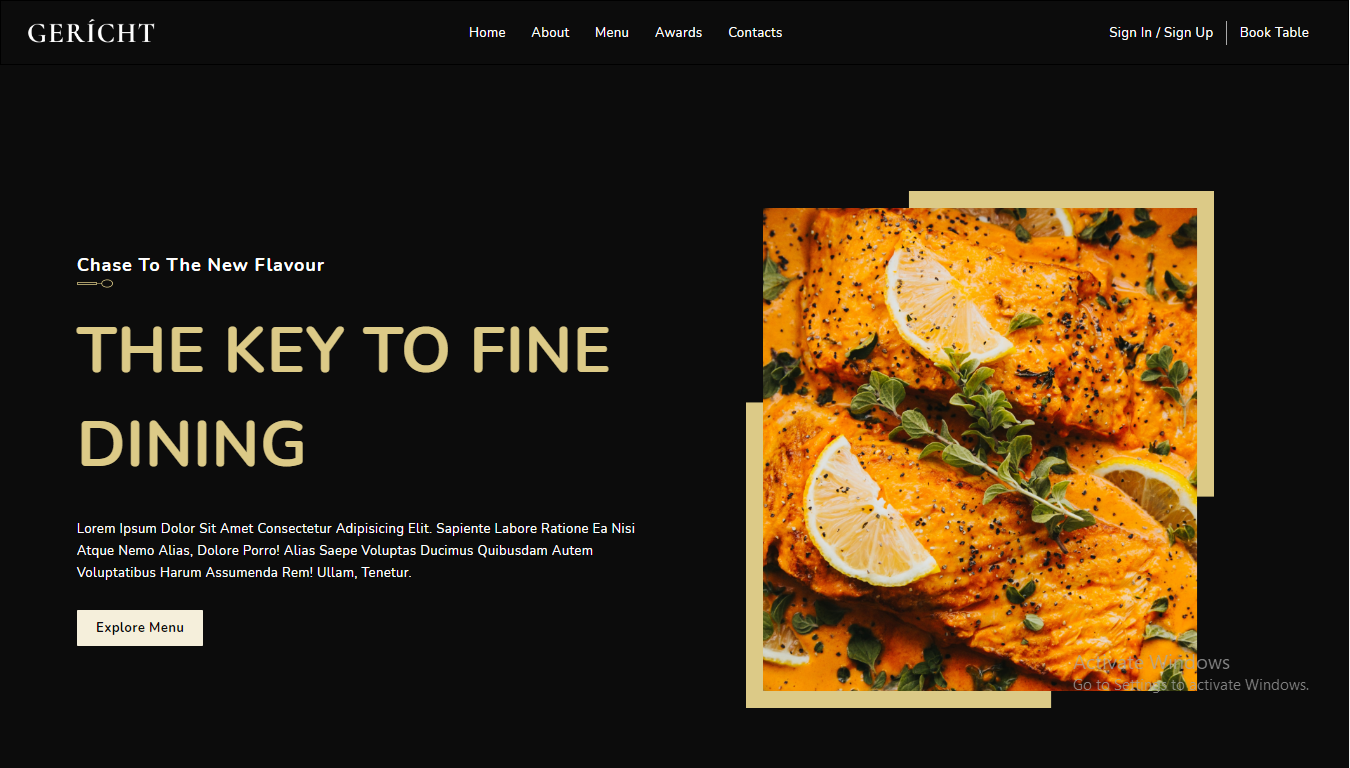 GERÍCHT
Home About Menu Awards Contacts
Sign In / Sign Up Book Table
Chase To The New Flavour
THE KEY TO FINE
DINING
Lorem Ipsum Dolor Sit Amet Consectetur Adipisicing Elit. Sapiente Labore Ratione Ea Nisi
Atque Nemo Alias, Dolore Porro! Alias Saepe Voluptas Ducimus Quibusdam Autem
Voluptatibus Harum Assumenda Rem! Ullam, Tenetur.
Explore Menu
Activate Windows
Go to Settings to activate Windows.